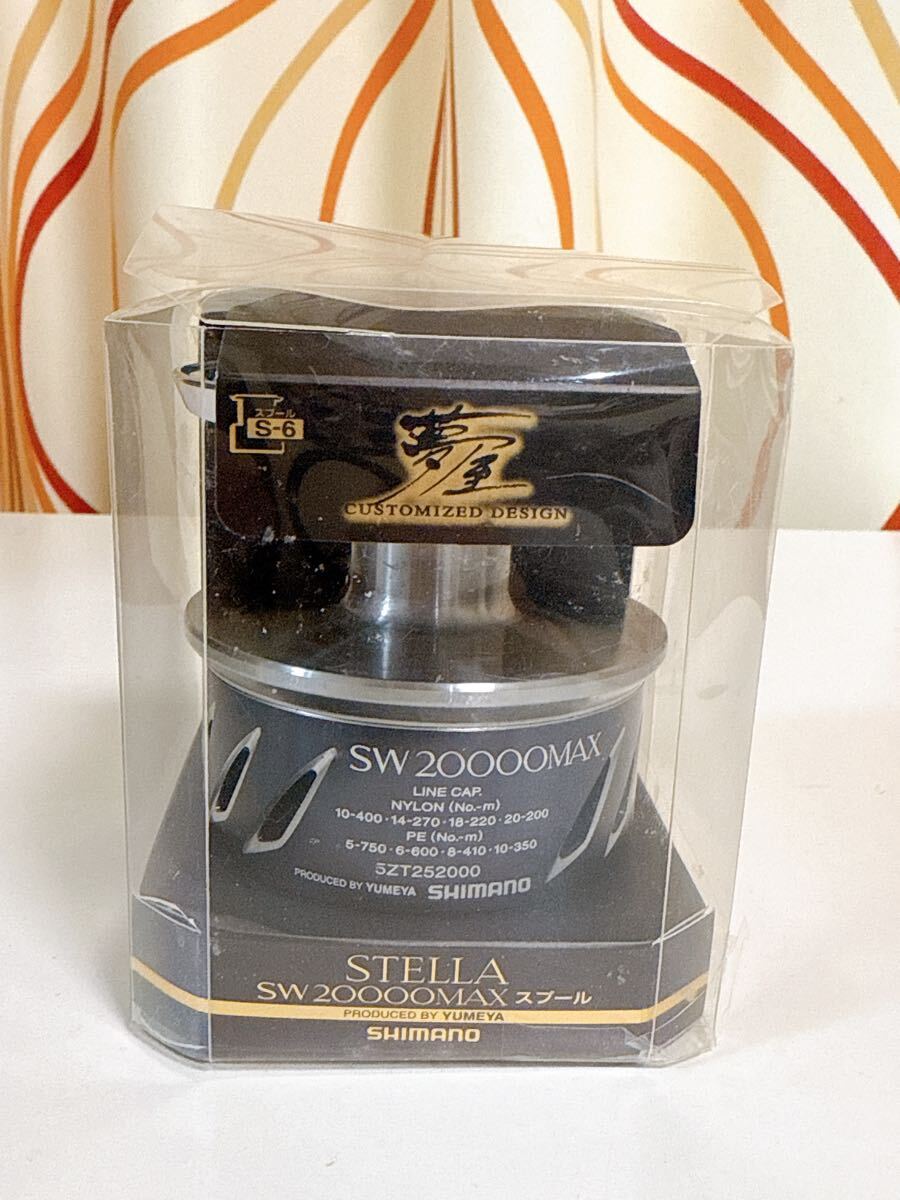 スプール
S-6
夢屋
CUSTOMIZED DESIGN
SW 20000MAX
LINE CAP.
NYLON (No.-m)
10-400・14-270・18-220・20-200
PE (No.-m)
5-750・6-600・8-410・10-350
5ZT252000
PRODUCED BY YUMEYA SHIMANO
STELLA
SW 20000MAX スプール
PRODUCED BY YUMEYA
SHIMANO